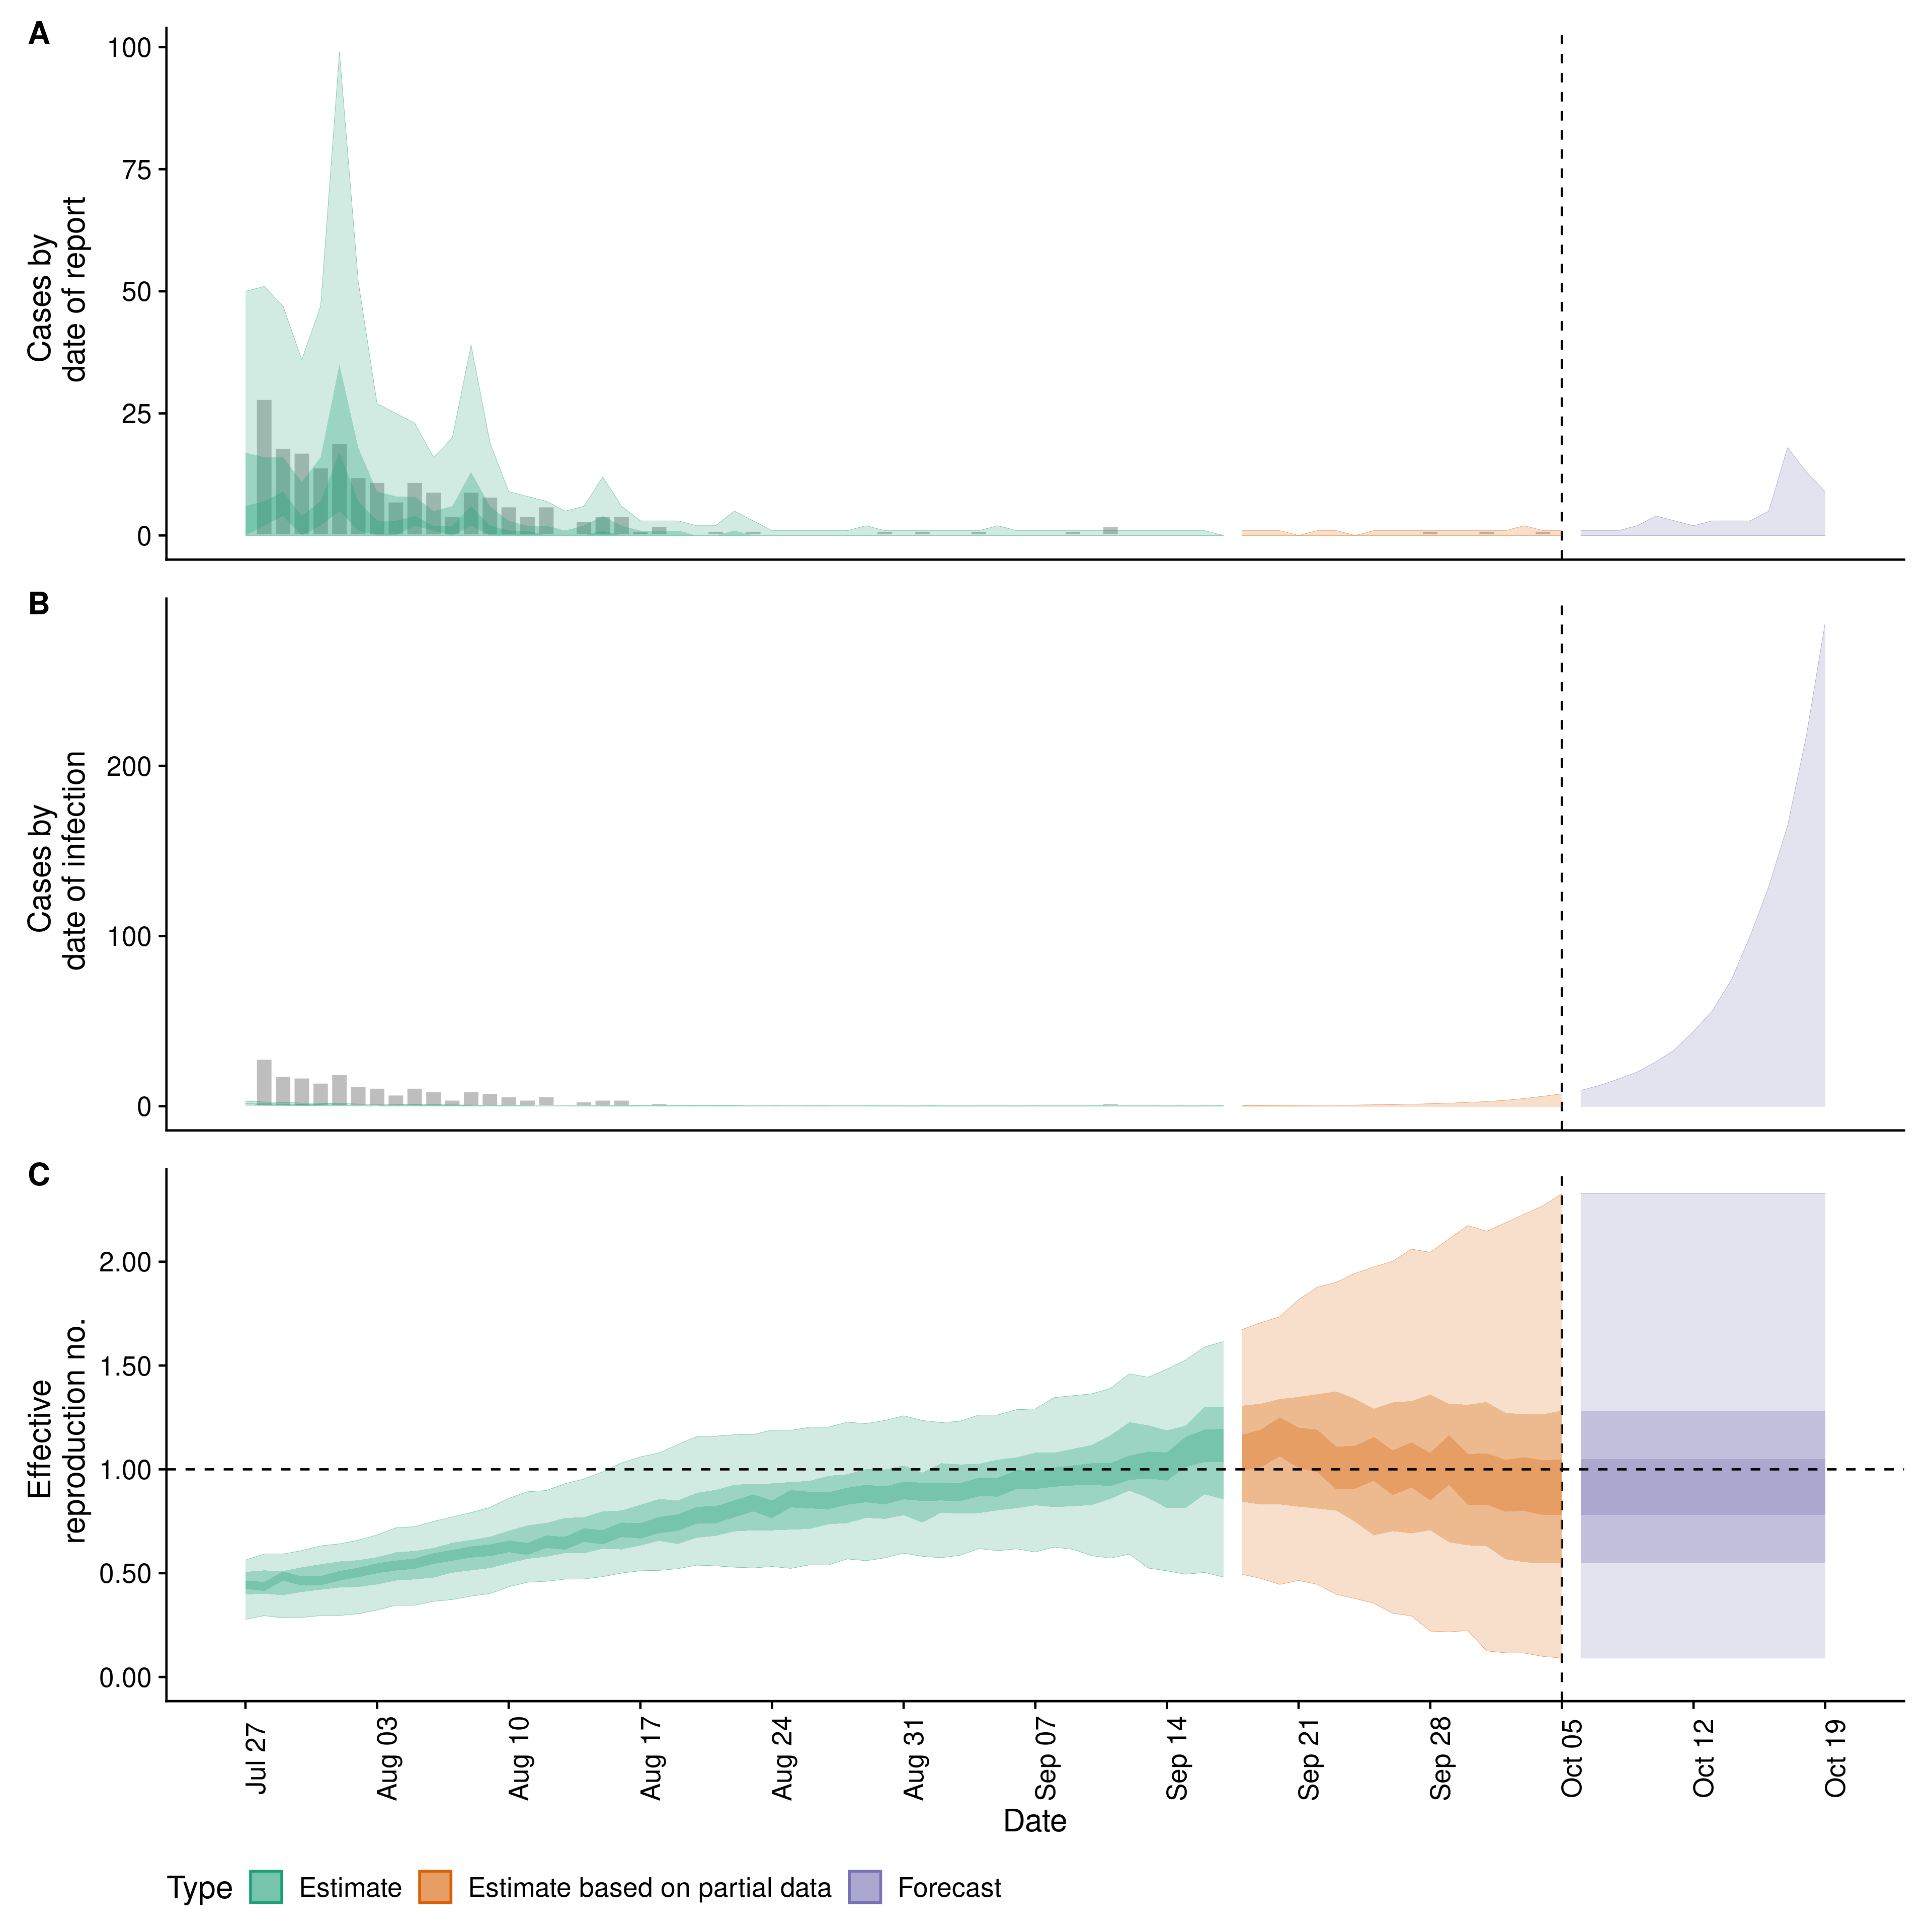 A
100
75
50
25
0
Cases by
date of report
B
200
100
0
Cases by
date of infection
C
2.00
1.50
1.00
0.50
0.00
Effective
reproduction no.
Jul 27
Aug 03
Aug 10
Aug 17
Aug 24
Aug 31
Sep 07
Sep 14
Sep 21
Sep 28
Oct 05
Oct 12
Oct 19
Date
Type Estimate Estimate based on partial data Forecast